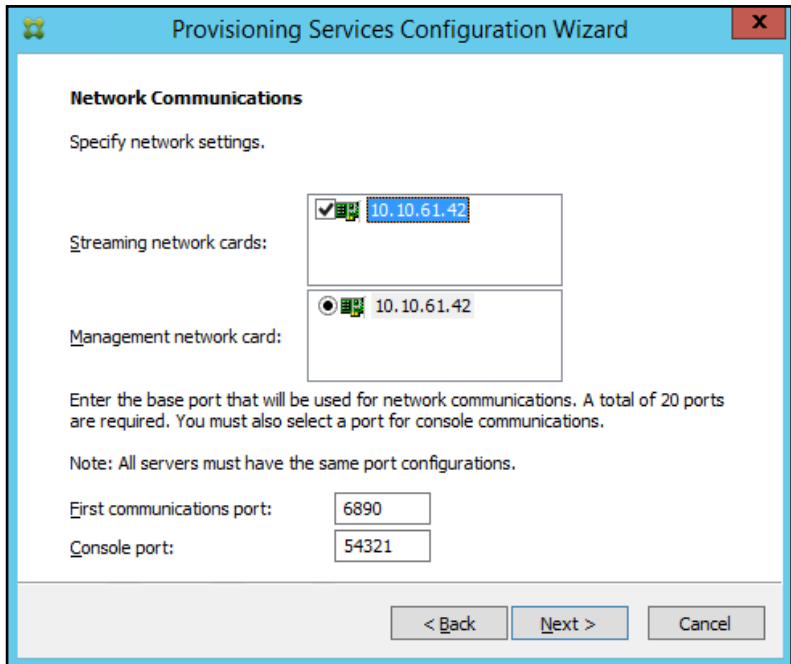 Provisioning Services Configuration Wizard
x
Network Communications
Specify network settings.
Streaming network cards:
10.10.61.42
Management network card:
10.10.61.42
Enter the base port that will be used for network communications. A total of 20 ports
are required. You must also select a port for console communications.
Note: All servers must have the same port configurations.
First communications port: 6890
Console port: 54321
< Back
Next >
Cancel